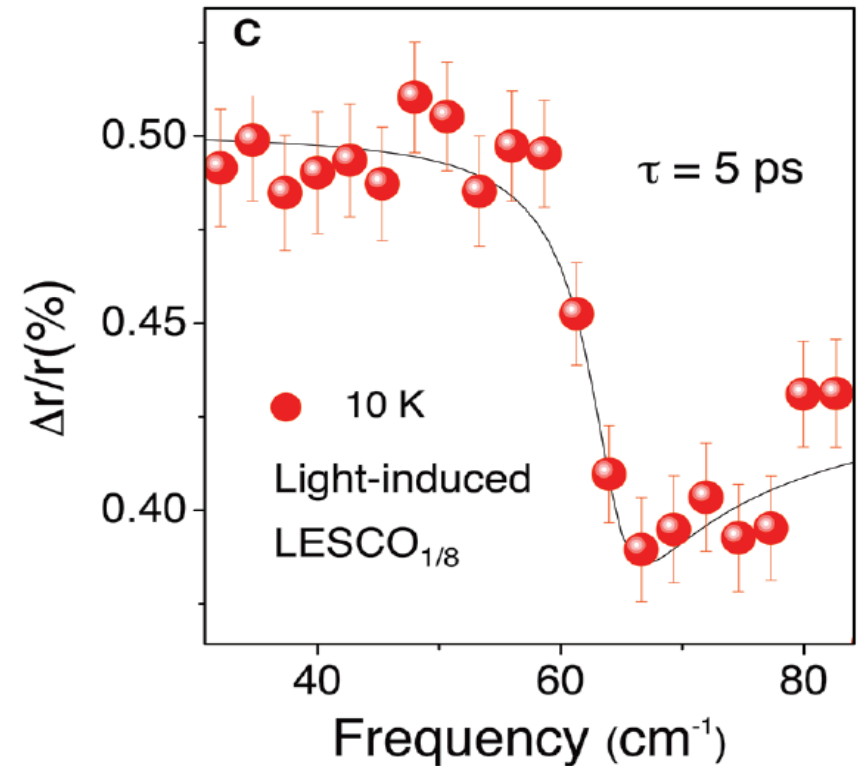 C
0.50
τ = 5 ps
Δr/r(%)
0.45
10 K
Light-induced
LESCO1/8
0.40
40 60 80
Frequency (cm-1)